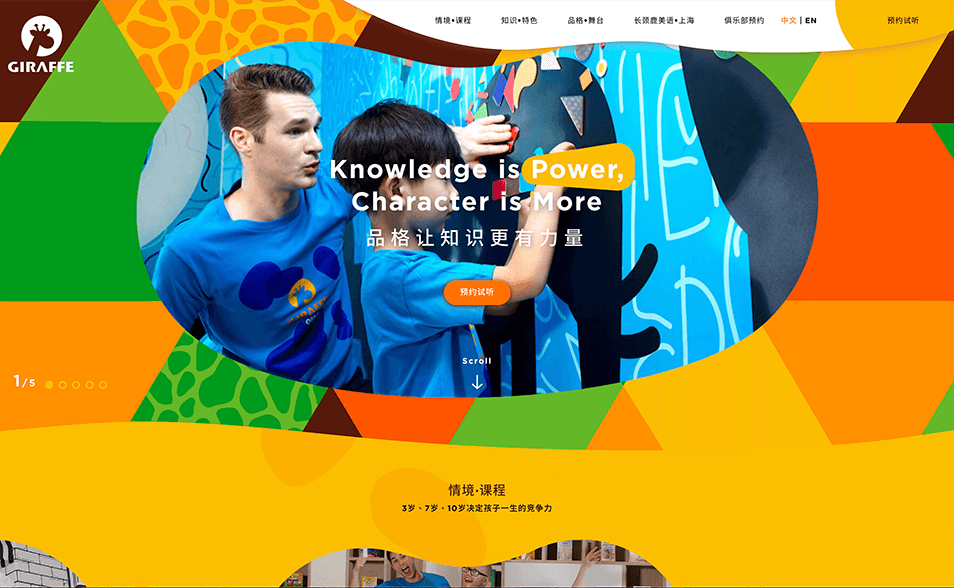 GIRAFFE
情境•课程
知识•特色
品格•舞台
长颈鹿美语•上海
俱乐部预约
中文 | EN
预约试听
Knowledge is Power,
Character is More
品格让知识更有力量
预约试听
Scroll
1/5
情境·课程
3岁、7岁、10岁决定孩子一生的竞争力